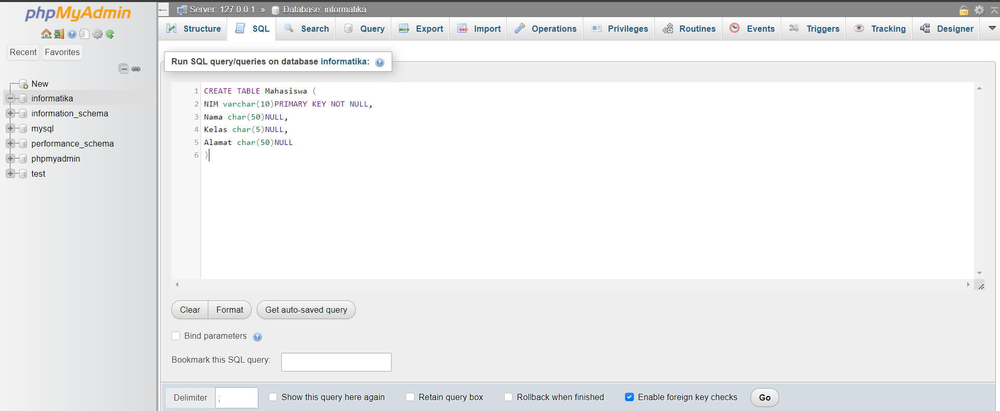 phpMyAdmin
Recent Favorites
New
informatika
information_schema
mysql
performance_schema
phpmyadmin
test
← Server: 127.0.0.1 » Database: informatika
Structure SQL Search Query Export Import Operations Privileges Routines Events Triggers Tracking Designer
Run SQL query/queries on database informatika:
1 CREATE TABLE Mahasiswa (
2 NIM varchar(10)PRIMARY KEY NOT NULL,
3 Nama char(50)NULL,
4 Kelas char(5)NULL,
5 Alamat char(50)NULL
6 )
Clear Format Get auto-saved query
Bind parameters
Bookmark this SQL query:
Delimiter ; Show this query here again Retain query box Rollback when finished Enable foreign key checks Go